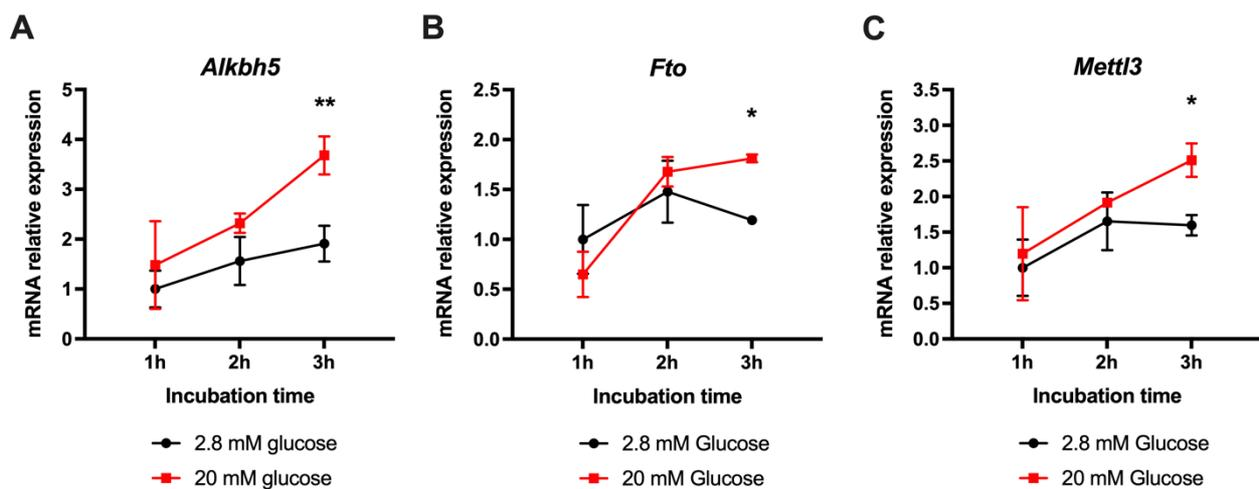 A
Alkbh5
mRNA relative expression
5
4
3
2
1
0
**
1h 2h 3h
Incubation time
2.8 mM glucose
20 mM glucose
B
Fto
mRNA relative expression
2.5
2.0
1.5
1.0
0.5
0.0
*
1h 2h 3h
Incubation time
2.8 mM Glucose
20 mM Glucose
C
Mettl3
mRNA relative expression
3.5
3.0
2.5
2.0
1.5
1.0
0.5
0.0
*
1h 2h 3h
Incubation time
2.8 mM Glucose
20 mM Glucose